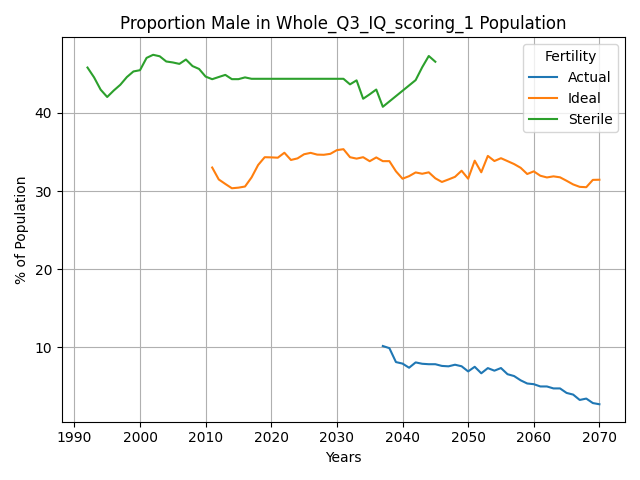 Proportion Male in Whole_Q3_IQ_scoring_1 Population
Fertility
Actual
Ideal
Sterile
% of Population
40
30
20
10
1990 2000 2010 2020 2030 2040 2050 2060 2070
Years